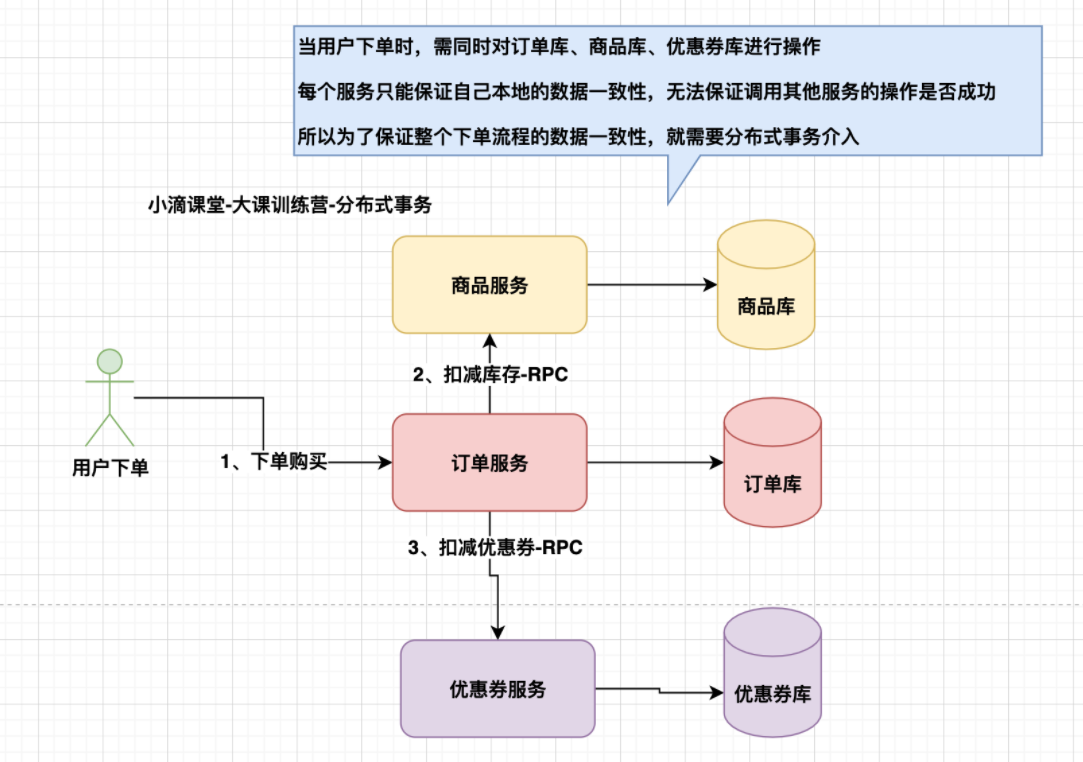 当用户下单时，需同时对订单库、商品库、优惠券库进行操作
每个服务只能保证自己本地的数据一致性，无法保证调用其他服务的操作是否成功
所以为了保证整个下单流程的数据一致性，就需要分布式事务介入
小滴课堂-大课训练营-分布式事务
商品服务
商品库
2、扣减库存-RPC
用户下单
1、下单购买
订单服务
订单库
3、扣减优惠券-RPC
优惠券服务
优惠券库